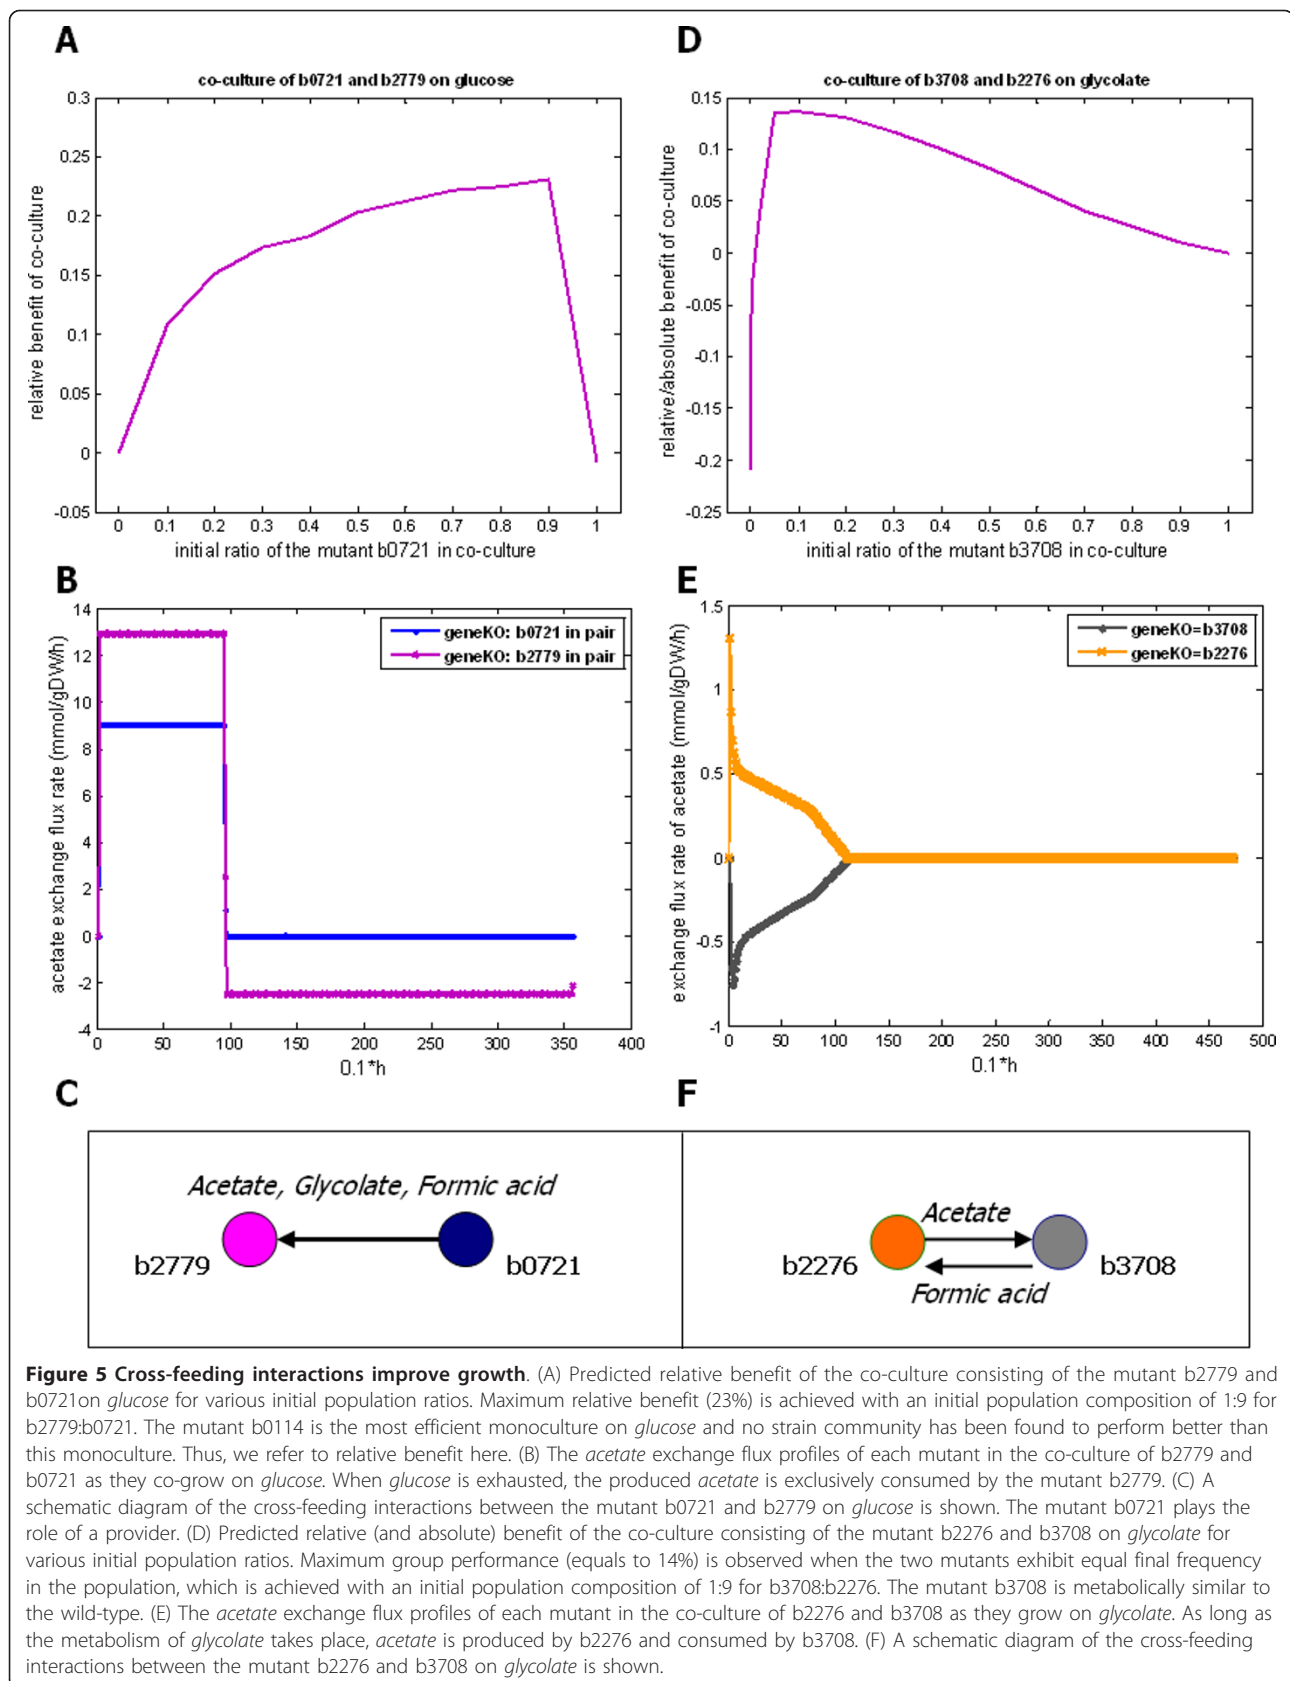 A
co-culture of b0721 and b2779 on glucose
relative benefit of co-culture
0.3
0.25
0.2
0.15
0.1
0.05
0
-0.05
0 0.1 0.2 0.3 0.4 0.5 0.6 0.7 0.8 0.9 1
initial ratio of the mutant b0721 in co-culture
D
co-culture of b3708 and b2276 on glycolate
relative/absolute benefit of co-culture
0.15
0.1
0.05
0
-0.05
-0.1
-0.15
-0.2
-0.25
0 0.1 0.2 0.3 0.4 0.5 0.6 0.7 0.8 0.9 1
initial ratio of the mutant b3708 in co-culture
B
acetate exchange flux rate (mmol/gDW/h)
14
12
10
8
6
4
2
0
-2
-4
geneKO: b0721 in pair
geneKO: b2779 in pair
0 50 100 150 200 250 300 350 400
0.1*h
E
exchange flux rate of acetate (mmol/gDW/h)
1.5
1
0.5
0
-0.5
-1
geneKO=b3708
geneKO=b2276
0 50 100 150 200 250 300 350 400 450 500
0.1*h
C
Acetate, Glycolate, Formic acid
b2779
b0721
F
Acetate
b2276
b3708
Formic acid
Figure 5 Cross-feeding interactions improve growth. (A) Predicted relative benefit of the co-culture consisting of the mutant b2779 and
b0721on glucose for various initial population ratios. Maximum relative benefit (23%) is achieved with an initial population composition of 1:9 for
b2779:b0721. The mutant b0114 is the most efficient monoculture on glucose and no strain community has been found to perform better than
this monoculture. Thus, we refer to relative benefit here. (B) The acetate exchange flux profiles of each mutant in the co-culture of b2779 and
b0721 as they co-grow on glucose. When glucose is exhausted, the produced acetate is exclusively consumed by the mutant b2779. (C) A
schematic diagram of the cross-feeding interactions between the mutant b0721 and b2779 on glucose is shown. The mutant b0721 plays the
role of a provider. (D) Predicted relative (and absolute) benefit of the co-culture consisting of the mutant b2276 and b3708 on glycolate for
various initial population ratios. Maximum group performance (equals to 14%) is observed when the two mutants exhibit equal final frequency
in the population, which is achieved with an initial population composition of 1:9 for b3708:b2276. The mutant b3708 is metabolically similar to
the wild-type. (E) The acetate exchange flux profiles of each mutant in the co-culture of b2276 and b3708 as they grow on glycolate. As long as
the metabolism of glycolate takes place, acetate is produced by b2276 and consumed by b3708. (F) A schematic diagram of the cross-feeding
interactions between the mutant b2276 and b3708 on glycolate is shown.